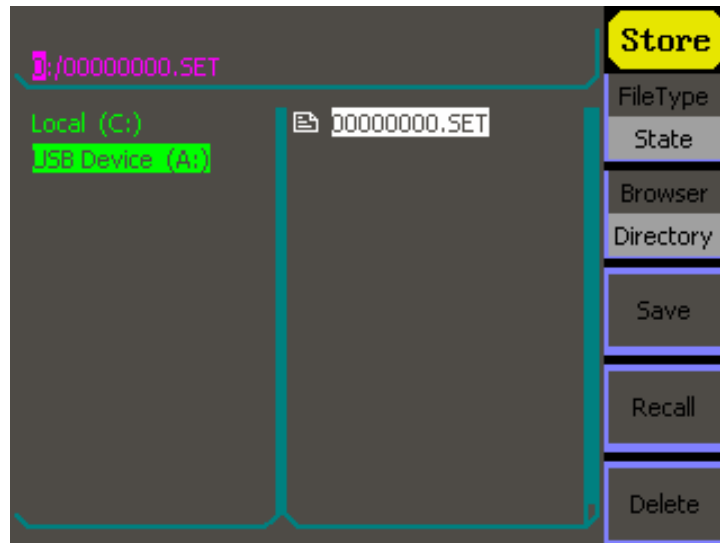 0:/00000000.SET
Local (C:)
USB Device (A:)
00000000.SET
Store
FileType
State
Browser
Directory
Save
Recall
Delete